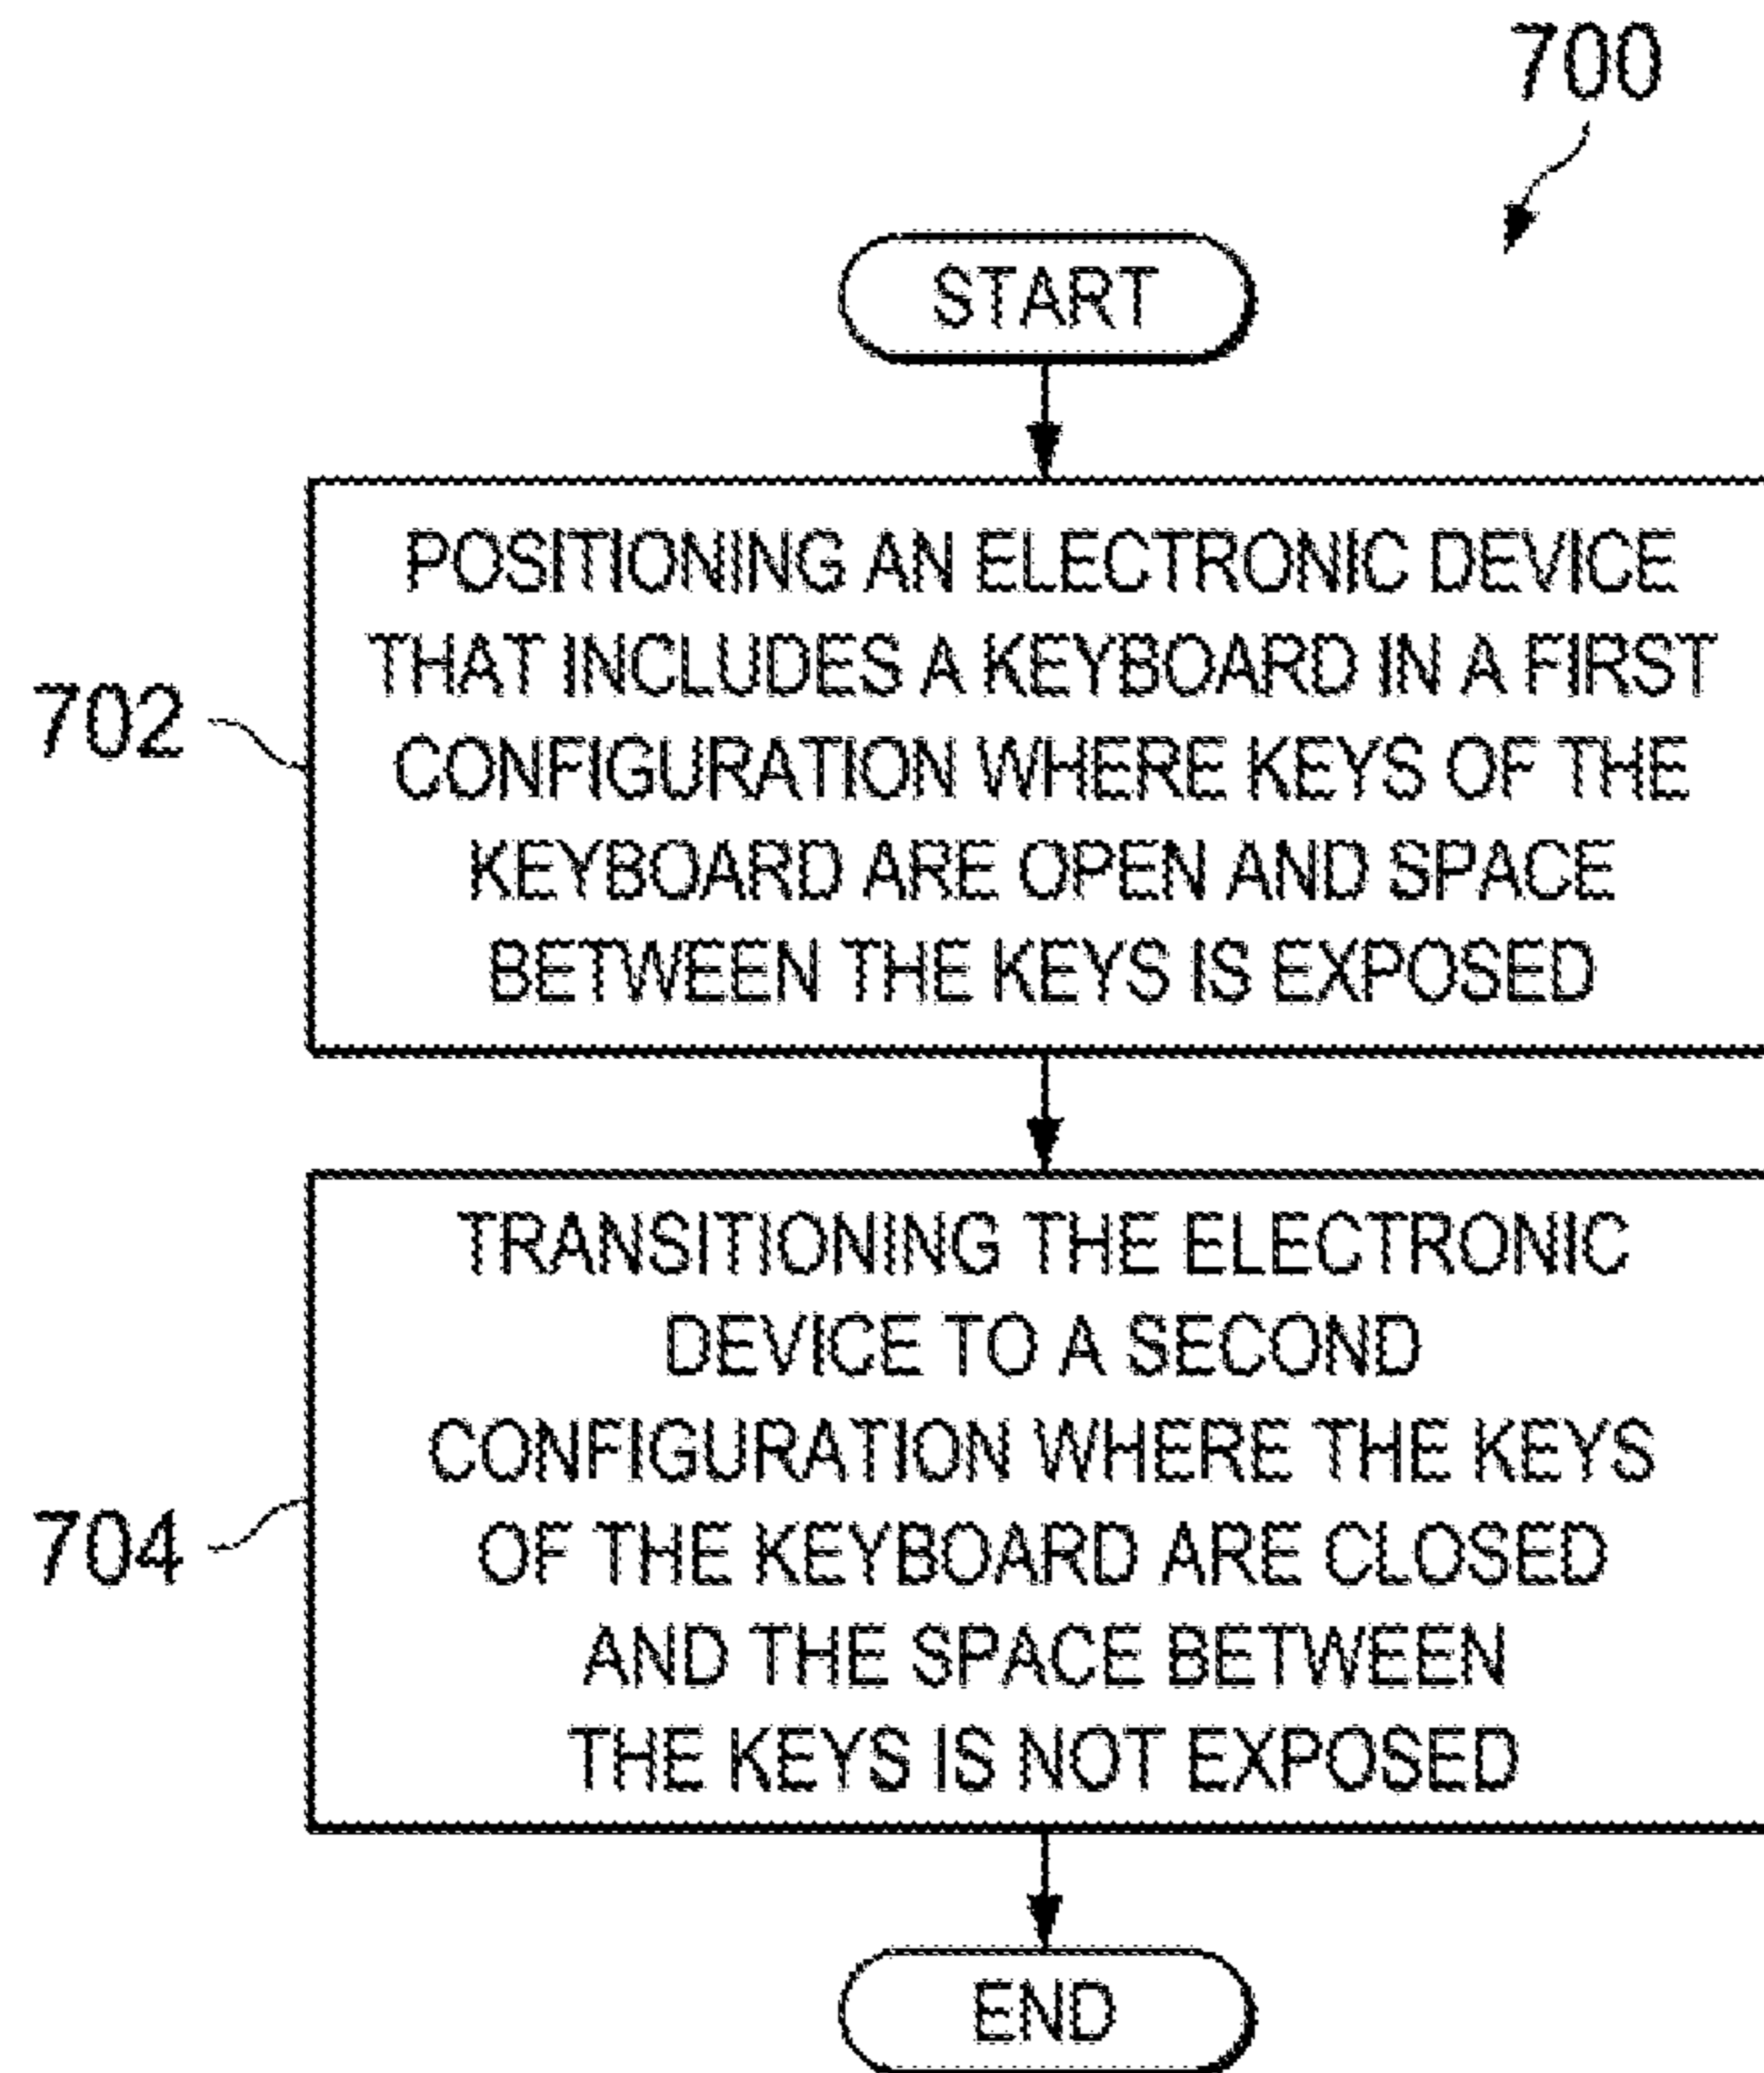 700
START
POSITIONING AN ELECTRONIC DEVICE
THAT INCLUDES A KEYBOARD IN A FIRST
CONFIGURATION WHERE KEYS OF THE
KEYBOARD ARE OPEN AND SPACE
BETWEEN THE KEYS IS EXPOSED
702
TRANSITIONING THE ELECTRONIC
DEVICE TO A SECOND
CONFIGURATION WHERE THE KEYS
OF THE KEYBOARD ARE CLOSED
AND THE SPACE BETWEEN
THE KEYS IS NOT EXPOSED
704
END